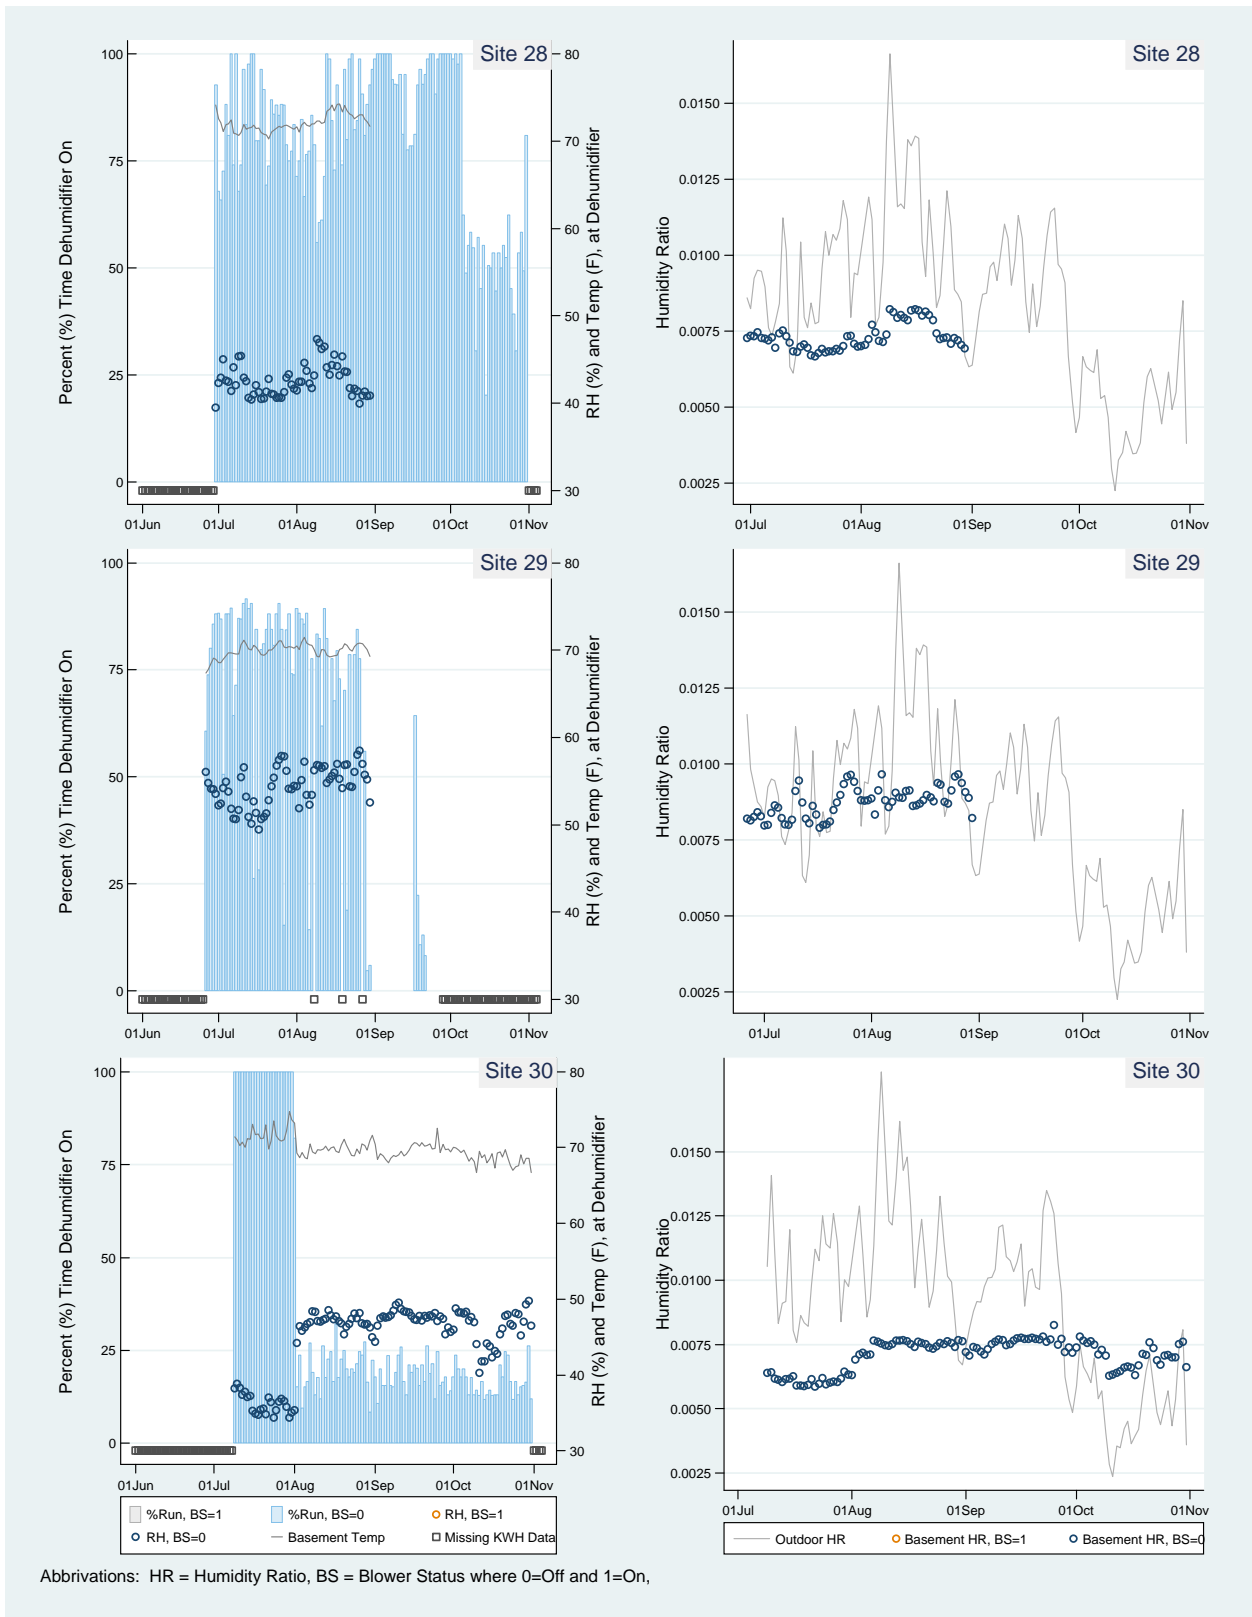 Site 28
Percent (%) Time Dehumidifier On
100
75
50
25
0
80
70
60
50
40
30
RH (%) and Temp (F), at Dehumidifier
01Jun 01Jul 01Aug 01Sep 01Oct 01Nov
Site 28
Humidity Ratio
0.0150
0.0125
0.0100
0.0075
0.0050
0.0025
01Jul 01Aug 01Sep 01Oct 01Nov
Site 29
Percent (%) Time Dehumidifier On
100
75
50
25
0
80
70
60
50
40
30
RH (%) and Temp (F), at Dehumidifier
01Jun 01Jul 01Aug 01Sep 01Oct 01Nov
Site 29
Humidity Ratio
0.0150
0.0125
0.0100
0.0075
0.0050
0.0025
01Jul 01Aug 01Sep 01Oct 01Nov
Site 30
Percent (%) Time Dehumidifier On
100
75
50
25
0
80
70
60
50
40
30
RH (%) and Temp (F), at Dehumidifier
01Jun 01Jul 01Aug 01Sep 01Oct 01Nov
%Run, BS=1 %Run, BS=0 RH, BS=1
RH, BS=0 Basement Temp Missing KWH Data
Site 30
Humidity Ratio
0.0150
0.0125
0.0100
0.0075
0.0050
0.0025
01Jul 01Aug 01Sep 01Oct 01Nov
Outdoor HR Basement HR, BS=1 Basement HR, BS=0
Abbrivations: HR = Humidity Ratio, BS = Blower Status where 0=Off and 1=On,